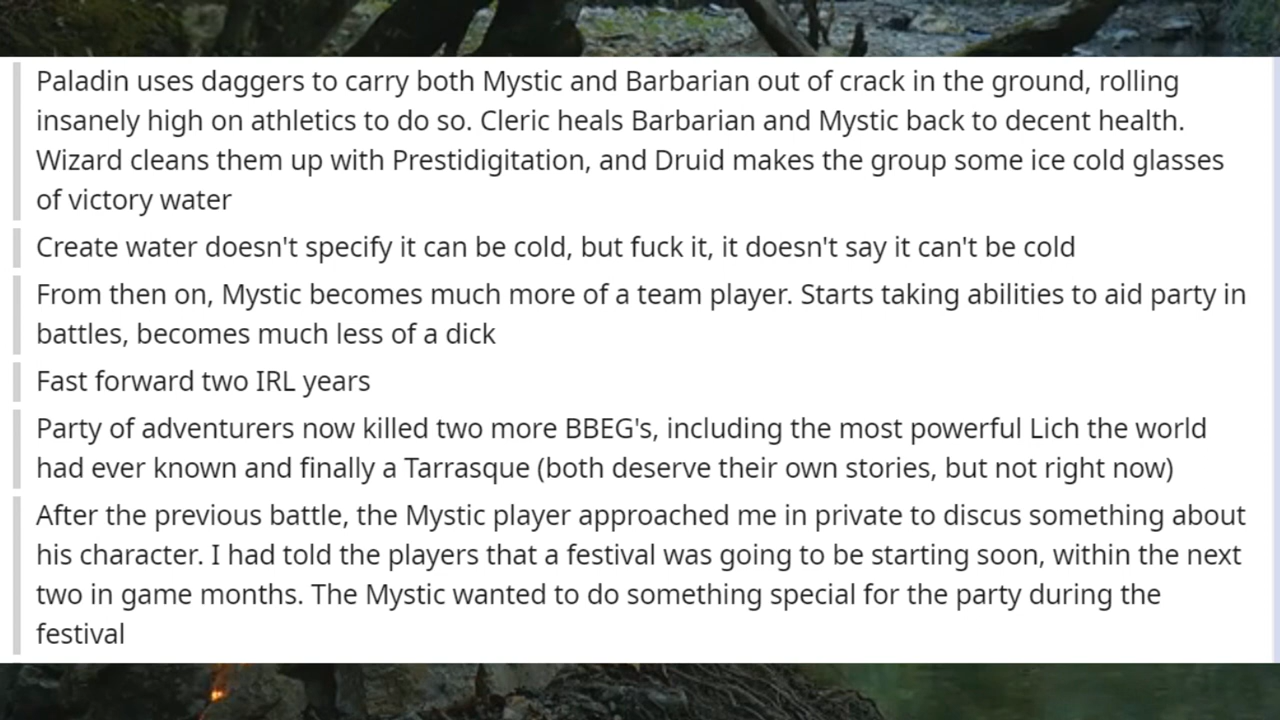 Paladin uses daggers to carry both Mystic and Barbarian out of crack in the ground, rolling
insanely high on athletics to do so. Cleric heals Barbarian and Mystic back to decent health.
Wizard cleans them up with Prestidigitation, and Druid makes the group some ice cold glasses
of victory water
Create water doesn't specify it can be cold, but fuck it, it doesn't say it can't be cold
From then on, Mystic becomes much more of a team player. Starts taking abilities to aid party in
battles, becomes much less of a dick
Fast forward two IRL years
Party of adventurers now killed two more BBEG's, including the most powerful Lich the world
had ever known and finally a Tarrasque (both deserve their own stories, but not right now)
After the previous battle, the Mystic player approached me in private to discus something about
his character. I had told the players that a festival was going to be starting soon, within the next
two in game months. The Mystic wanted to do something special for the party during the
festival